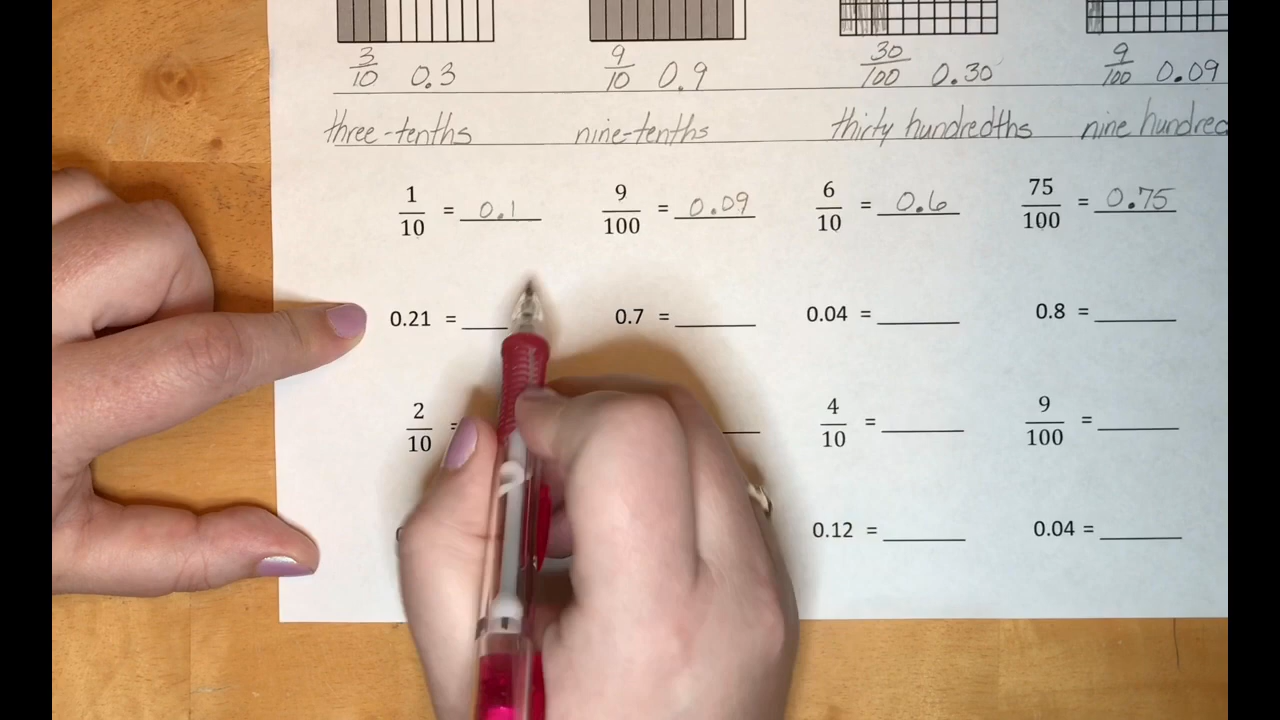 3/10 0.3 9/10 0.9 30/100 0.30 9/100 0.09
three-tenths nine-tenths thirty hundredths nine
1/10 = 0.1 9/100 = 0.09 6/10 = 0.6 75/100 = 0.75
0.21 = 0.7 = 0.04 = 0.8 =
2/10 = 4/10 = 9/100 =
0.12 = 0.04 =